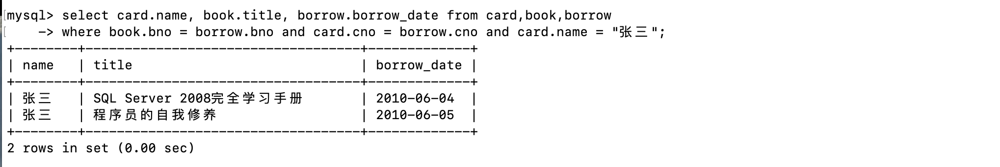 mysql> select card.name, book.title, borrow.borrow_date from card,book,borrow
    -> where book.bno = borrow.bno and card.cno = borrow.cno and card.name = "张三";
+--------+-----------------------------------+-------------+
| name   | title                             | borrow_date |
+--------+-----------------------------------+-------------+
| 张三   | SQL Server 2008完全学习手册        | 2010-06-04  |
| 张三   | 程序员的自我修养                   | 2010-06-05  |
+--------+-----------------------------------+-------------+
2 rows in set (0.00 sec)